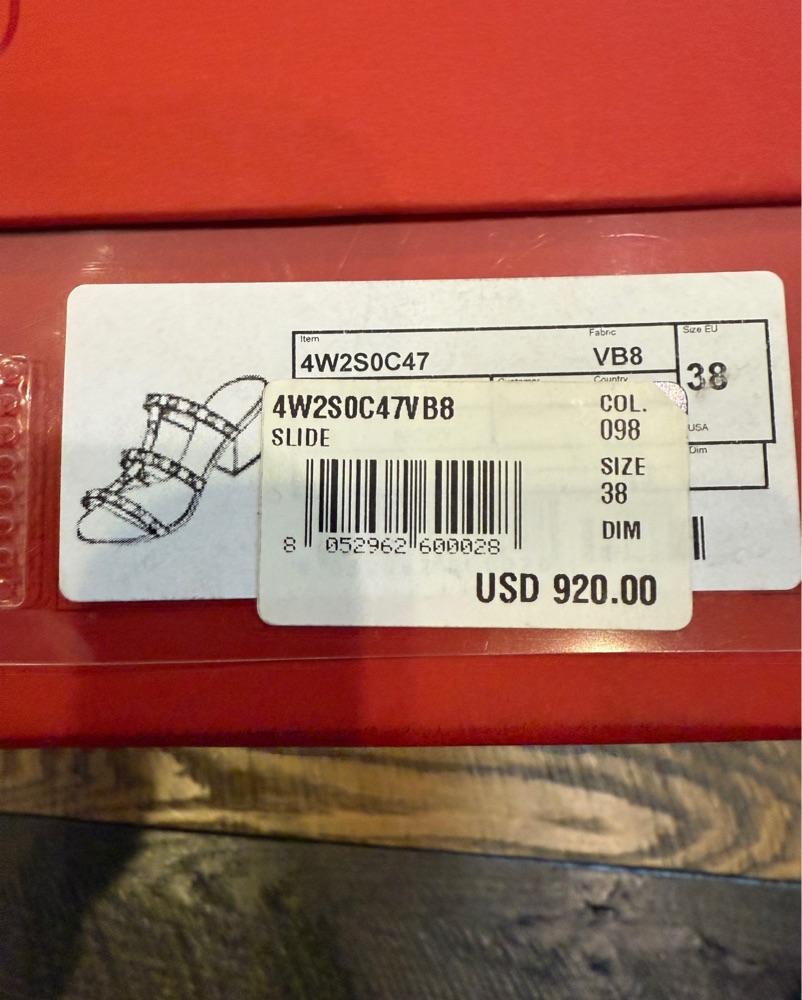 Item
Fabric
Size EU
4W2S0C47
VB8
38
Country
USA
Dim
4W2S0C47VB8
COL.
SLIDE
098
SIZE
38
8 052962 600028
DIM
USD 920.00